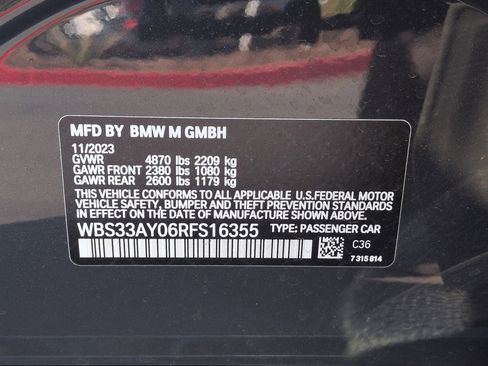 MFD BY BMW M GMBH
11/2023
GVWR 4870 lbs 2209 kg
GAWR FRONT 2380 lbs 1080 kg
GAWR REAR 2600 lbs 1179 kg
THIS VEHICLE CONFORMS TO ALL APPLICABLE U.S.FEDERAL MOTOR
VEHICLE SAFETY, BUMPER AND THEFT PREVENTION STANDARDS
IN EFFECT ON THE DATE OF MANUFACTURE SHOWN ABOVE.
WBS33AY06RFS16355 TYPE: PASSENGER CAR
C36
7 315 814